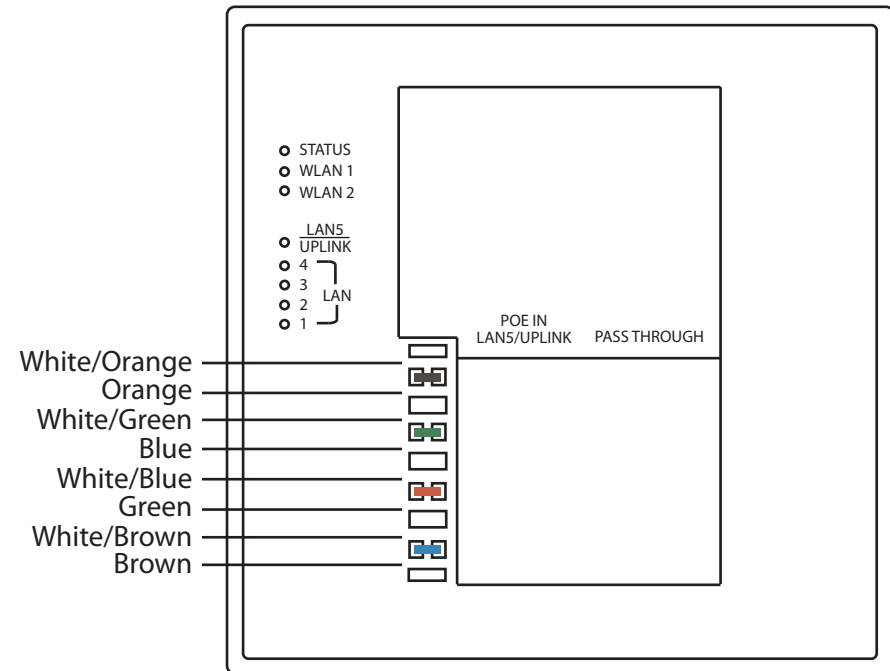 STATUS
WLAN 1
WLAN 2
LAN5
UPLINK
4
3
LAN
2
1
POE IN
LAN5/UPLINK
PASS THROUGH
White/Orange
Orange
White/Green
Blue
White/Blue
Green
White/Brown
Brown